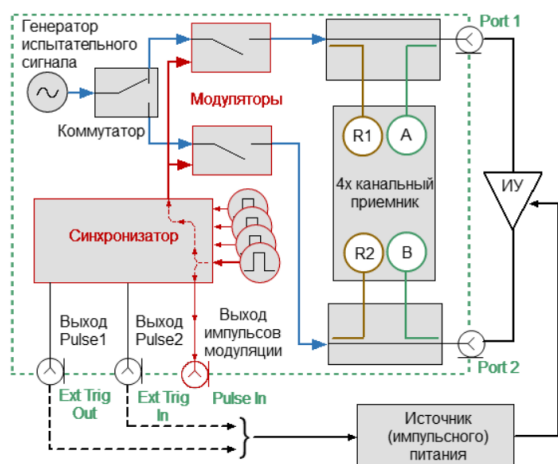 Port 1
Генератор
испытательного
сигнала
Модуляторы
Коммутатор
R1
A
4х канальный
приемник
ИУ
Синхронизатор
R2
B
Выход
Pulse1
Выход
Pulse2
Выход
импульсов
модуляции
Port 2
Ext Trig
Out
Ext Trig
In
Pulse In
Источник
(импульсного)
питания